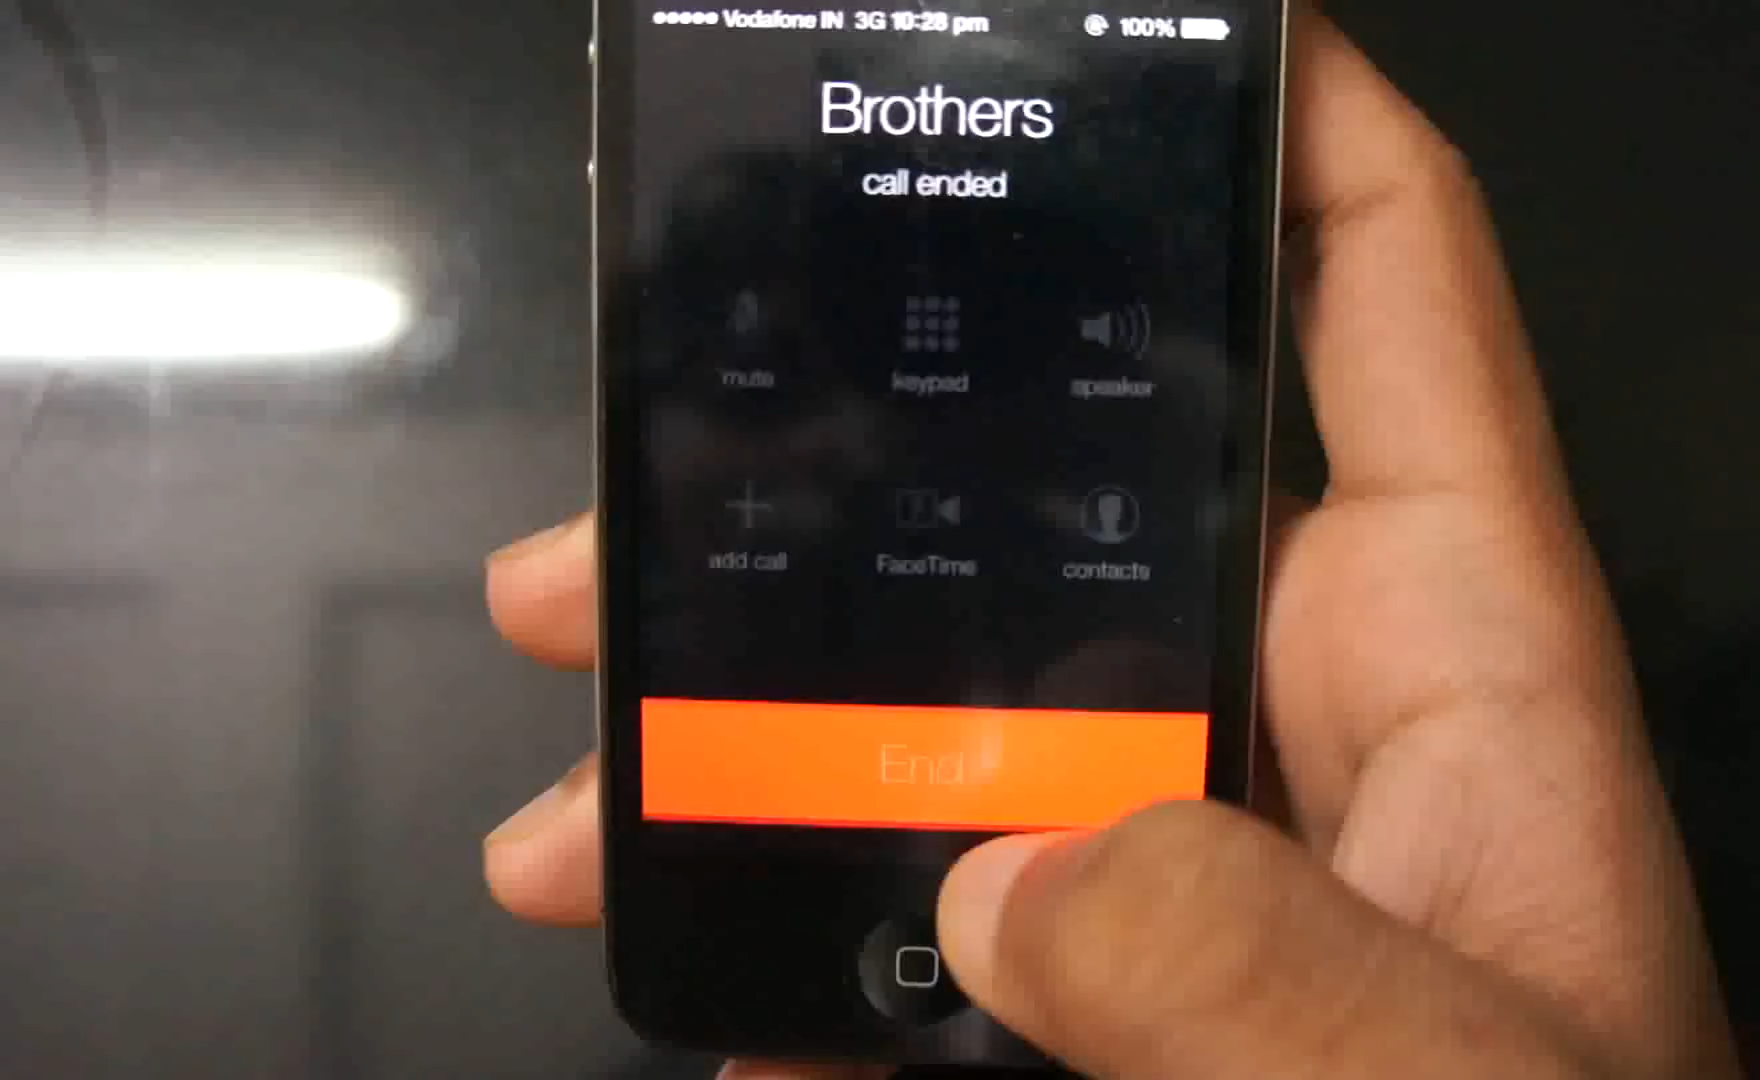 Vodafone IN 3G 10:28 pm 100%
Brothers
call ended
mute keypad speaker
add call FaceTime contacts
End